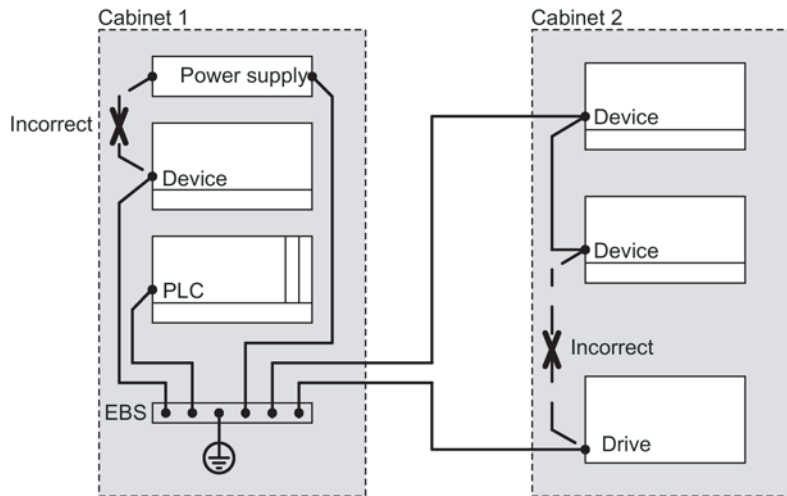 Cabinet 1
Power supply
Incorrect
Device
PLC
EBS
Cabinet 2
Device
Device
Incorrect
Drive